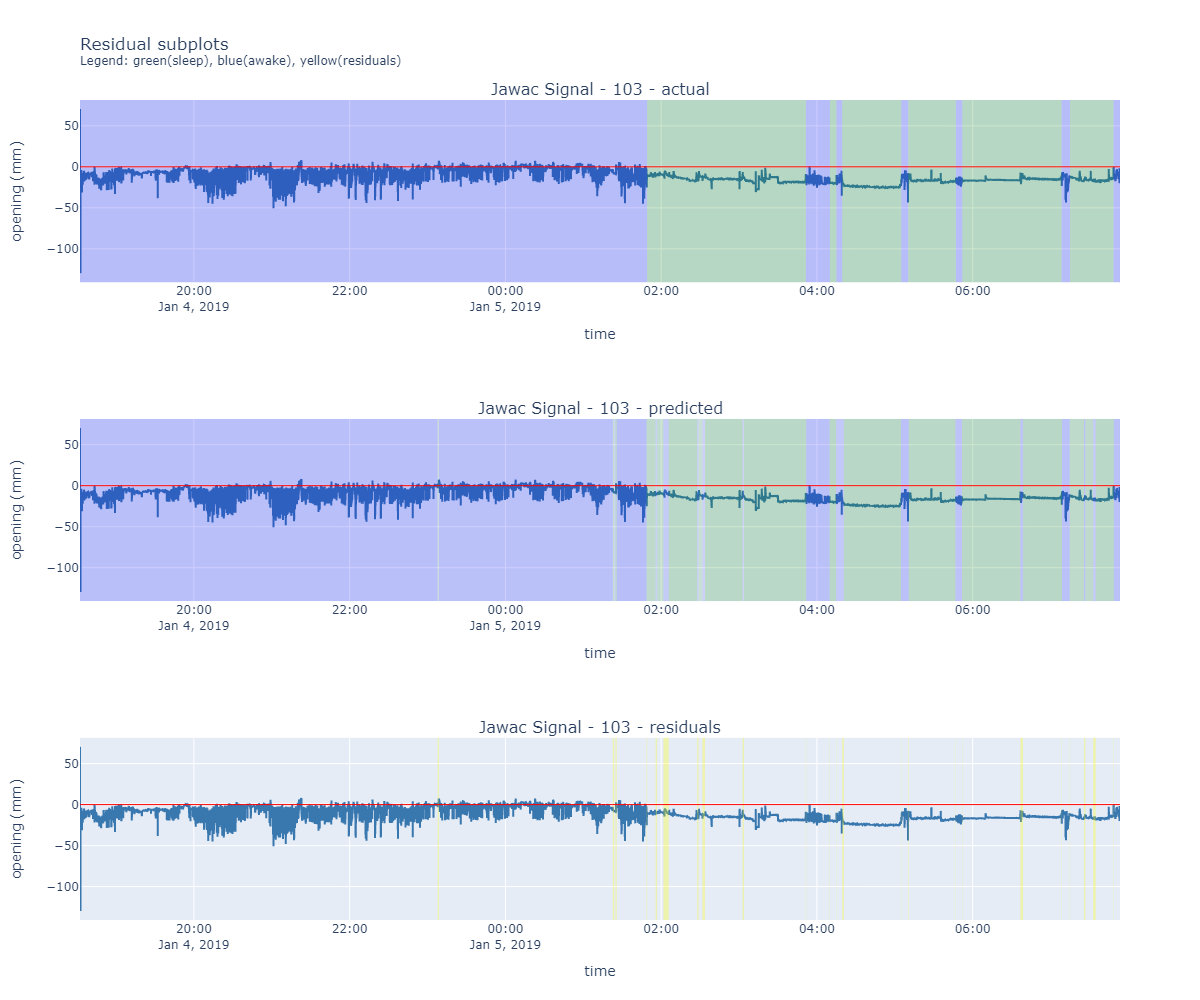 Residual subplots
Legend: green(sleep), blue(awake), yellow(residuals)
Jawac Signal - 103 - actual
opening (mm)
50
0
−50
−100
20:00 22:00 00:00 02:00 04:00 06:00
Jan 4, 2019 Jan 5, 2019
time
Jawac Signal - 103 - predicted
opening (mm)
50
0
−50
−100
20:00 22:00 00:00 02:00 04:00 06:00
Jan 4, 2019 Jan 5, 2019
time
Jawac Signal - 103 - residuals
opening (mm)
50
0
−50
−100
20:00 22:00 00:00 02:00 04:00 06:00
Jan 4, 2019 Jan 5, 2019
time